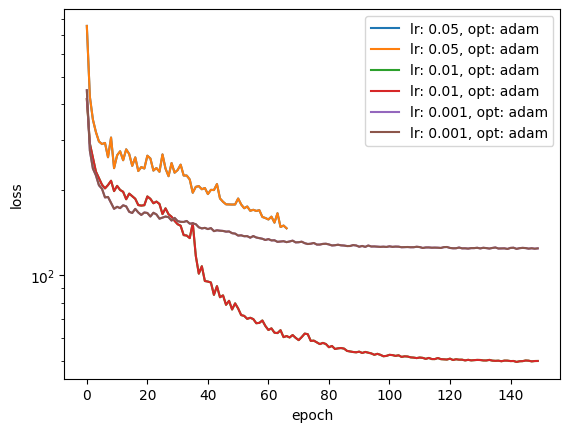 lr: 0.05, opt: adam
lr: 0.05, opt: adam
lr: 0.01, opt: adam
lr: 0.01, opt: adam
lr: 0.001, opt: adam
lr: 0.001, opt: adam
loss
10²
0 20 40 60 80 100 120 140
epoch